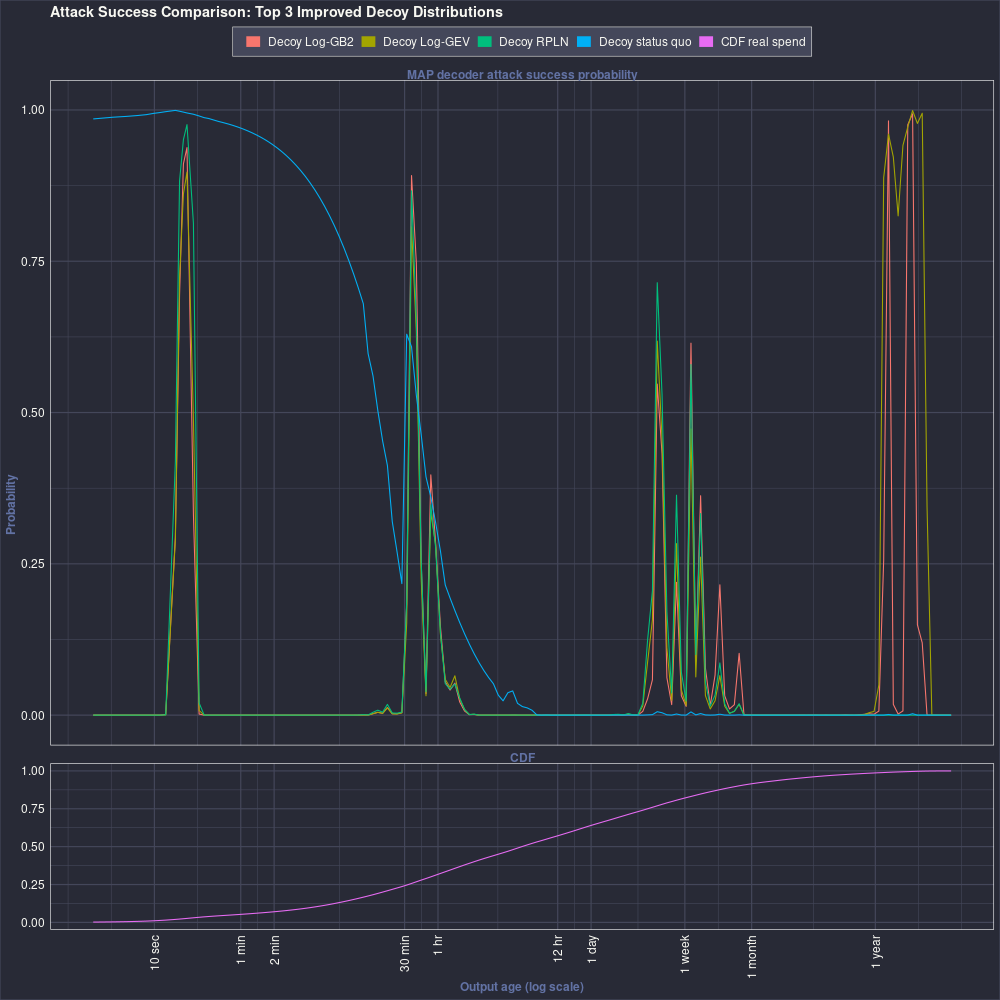 Attack Success Comparison: Top 3 Improved Decoy Distributions
Decoy Log-GB2 Decoy Log-GEV Decoy RPLN Decoy status quo CDF real spend
MAP decoder attack success probability
1.00
0.75
0.50
0.25
0.00
Probability
CDF
1.00
0.75
0.50
0.25
0.00
10 sec 1 min 2 min 30 min 1 hr 12 hr 1 day 1 week 1 month 1 year
Output age (log scale)